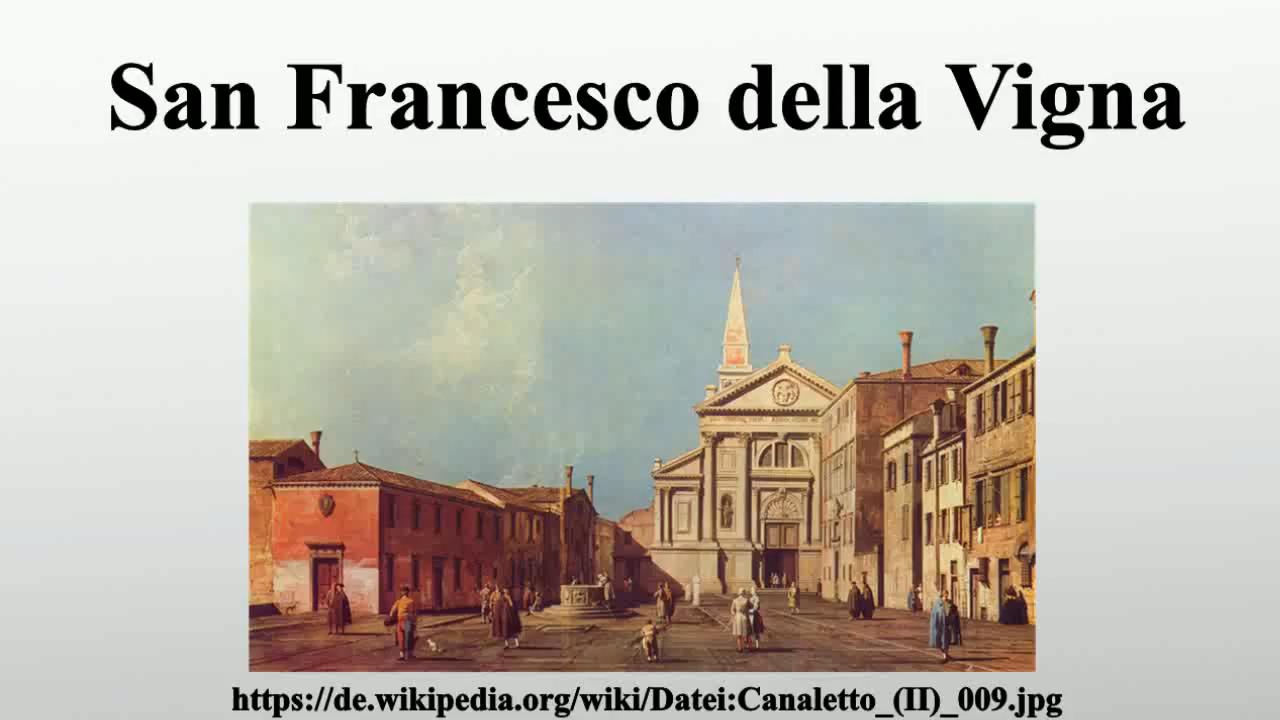 San Francesco della Vigna
https://de.wikipedia.org/wiki/Datei:Canaletto_(II)_009.jpg